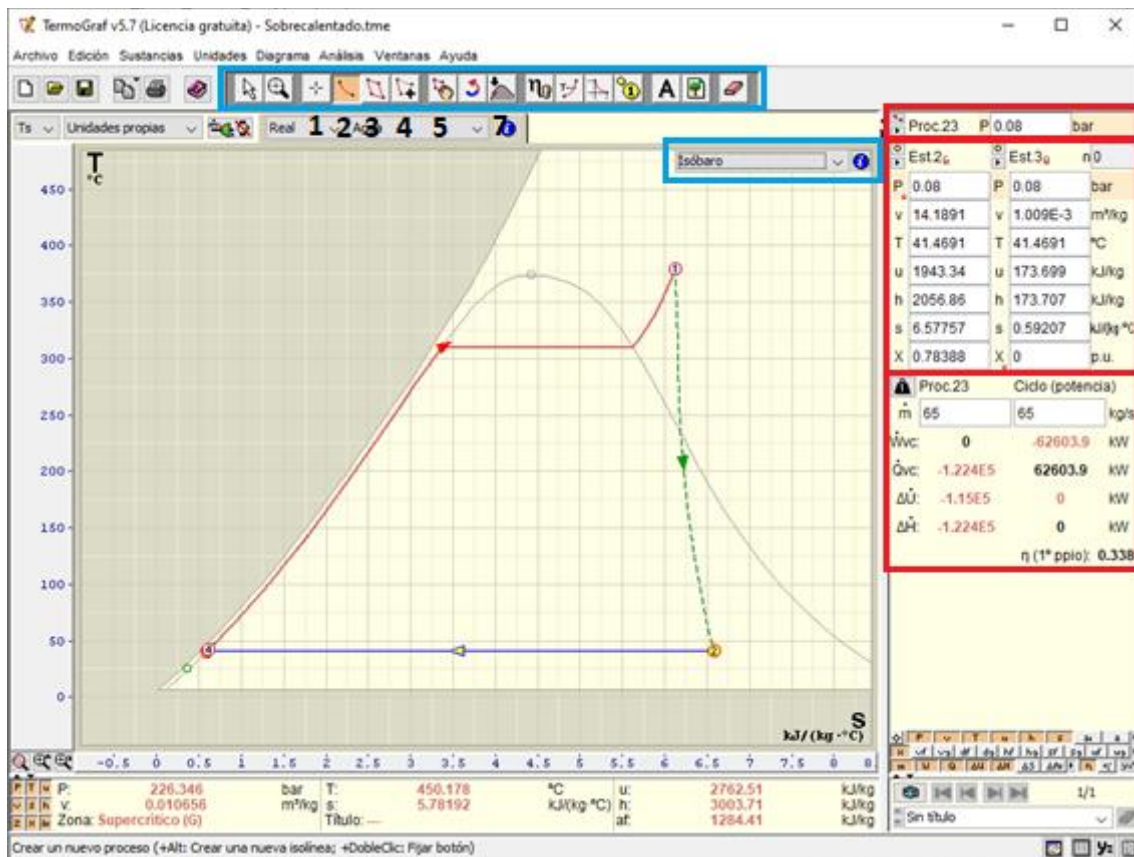 TermoGraf v5.7 (Licencia gratuita) - Sobrecalentado.tme
Archivo Edición Sustancias Unidades Diagrama Análisis Ventanas Ayuda
Ts Unidades propias Real 1 2 3 4 5 7
Proc.23 P 0.08 bar
T
°C
Isóbaro
Est.2 Est.3 n 0
P 0.08 P 0.08 bar
v 14.1891 v 1.009E-3 m³/kg
T 41.4691 T 41.4691 °C
u 1943.34 u 173.699 kJ/kg
h 2056.86 h 173.707 kJ/kg
s 6.57757 s 0.59207 kJ/(kg·°C
X 0.78388 X 0 p.u.
Proc.23 Ciclo (potencia)
ṁ 65 65 kg/s
Ẇvc: 0 -62603.9 kW
Q̇vc: -1.224E5 62603.9 kW
ΔU̇: -1.15E5 0 kW
ΔḢ: -1.224E5 0 kW
η (1° ppio): 0.338
450
400
350
300
250
200
150
100
50
0
1
4
2
S
kJ/(kg·°C)
-0.5 0 0.5 1 1.5 2 2.5 3 3.5 4 4.5 5 5.5 6 6.5 7 7.5 8 8
P: 226.346 bar T: 450.178 °C u: 2762.51 kJ/kg
v: 0.010656 m³/kg s: 5.78192 kJ/(kg·°C) h: 3003.71 kJ/kg
Zona: Supercrítico (G) Título: --- af: 1284.41 kJ/kg
1/1
Sin título
Crear un nuevo proceso (+Alt: Crear una nueva isolínea; +DobleClic: Fijar botón)